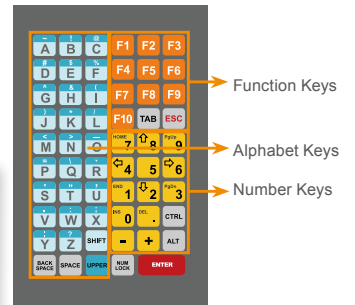 ~ ! @
A B C F1 F2 F3
# $ %
D E F F4 F5 F6
^ & (
G H I F7 F8 F9
) * /
J K L F10 TAB ESC
< > — HOME PgUp
M N O 7 8 9
= \ "
P Q R 4 5 6
' " , END PgDn
S T U 1 2 3
. : ; INS DEL
V W X 0 . CTRL
Y Z SHIFT - + ALT
BACK SPACE SPACE UPPER NUM LOCK ENTER
Function Keys
Alphabet Keys
Number Keys